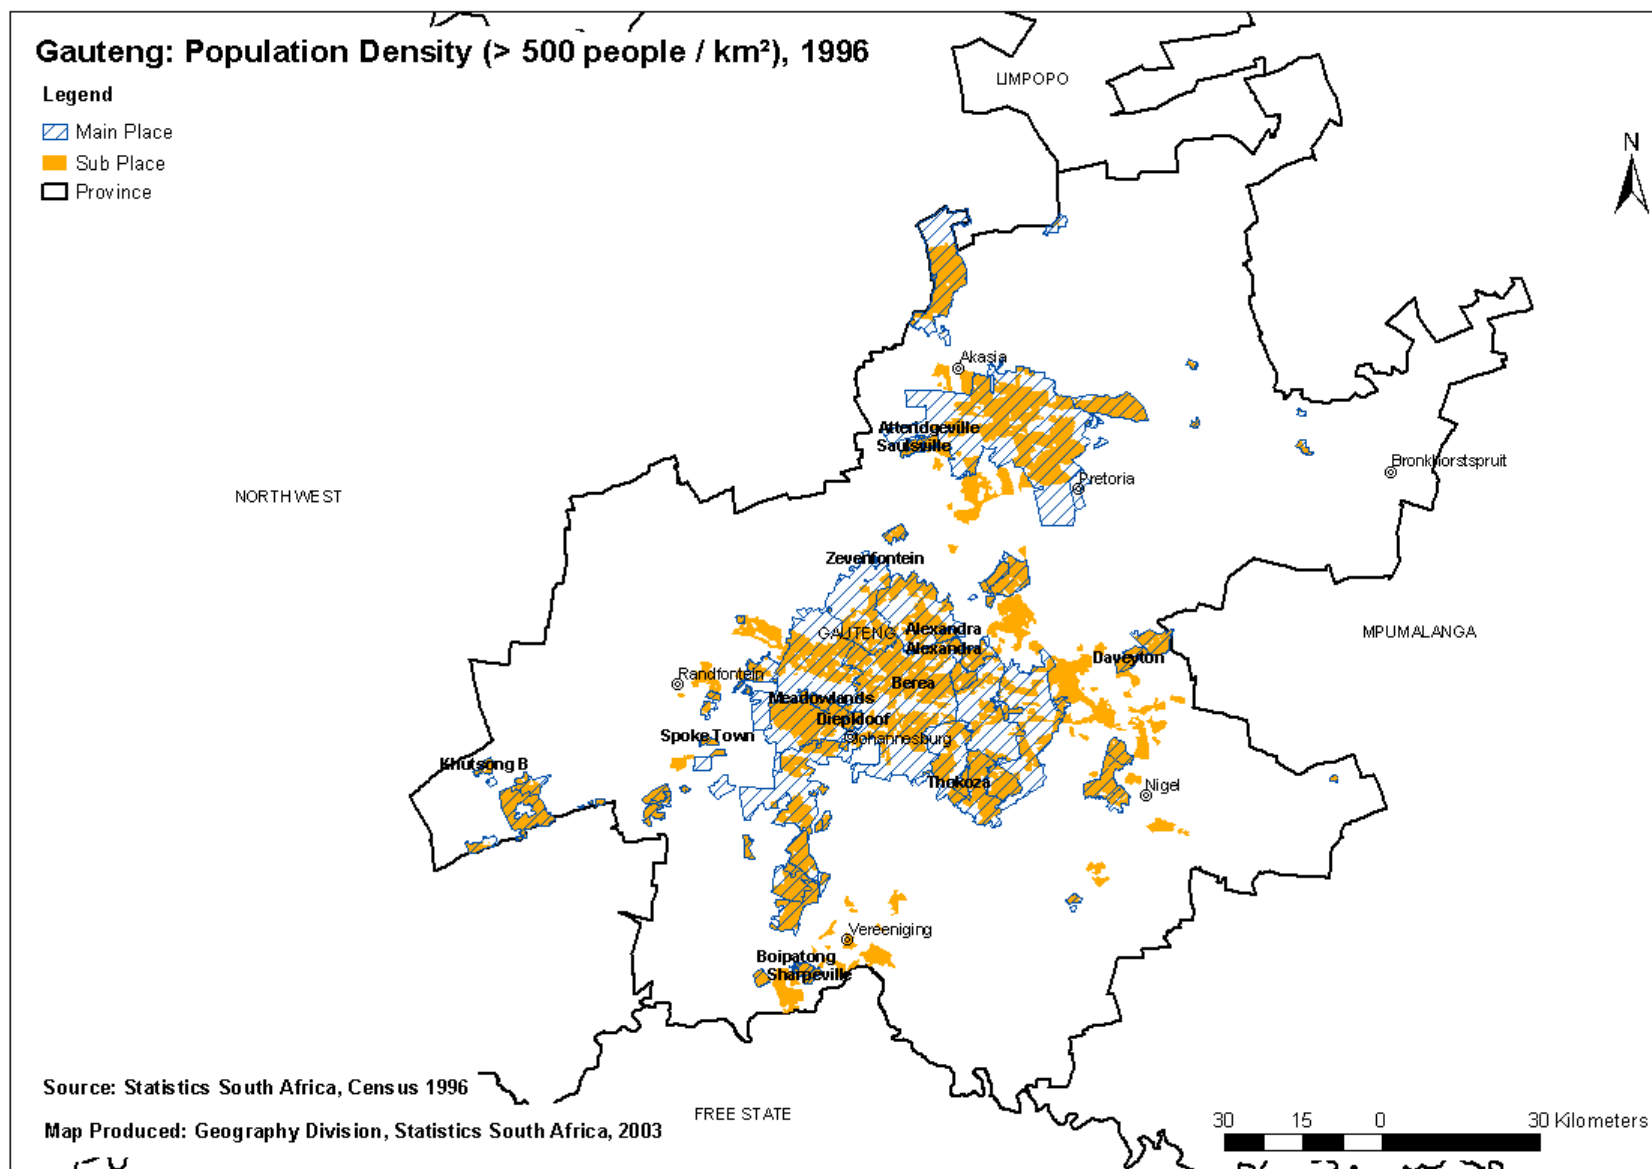 Gauteng: Population Density (> 500 people / km²), 1996
Legend
Main Place
Sub Place
Province
LIMPOPO
N
Akasia
Atteridgeville
Saulsville
Bronkhorstspruit
Pretoria
NORTH WEST
Zevenfontein
GAUTENG
Alexandra
MPUMALANGA
Alexandra
Daveyton
Randfontein
Berea
Meadowlands
Diepkloof
Spoke Town
Johannesburg
Khutsong B
Thokoza
Nigel
Vereeniging
Boipatong
Sharpeville
Source: Statistics South Africa, Census 1996
FREE STATE
Map Produced: Geography Division, Statistics South Africa, 2003
30 15 0 30 Kilometers